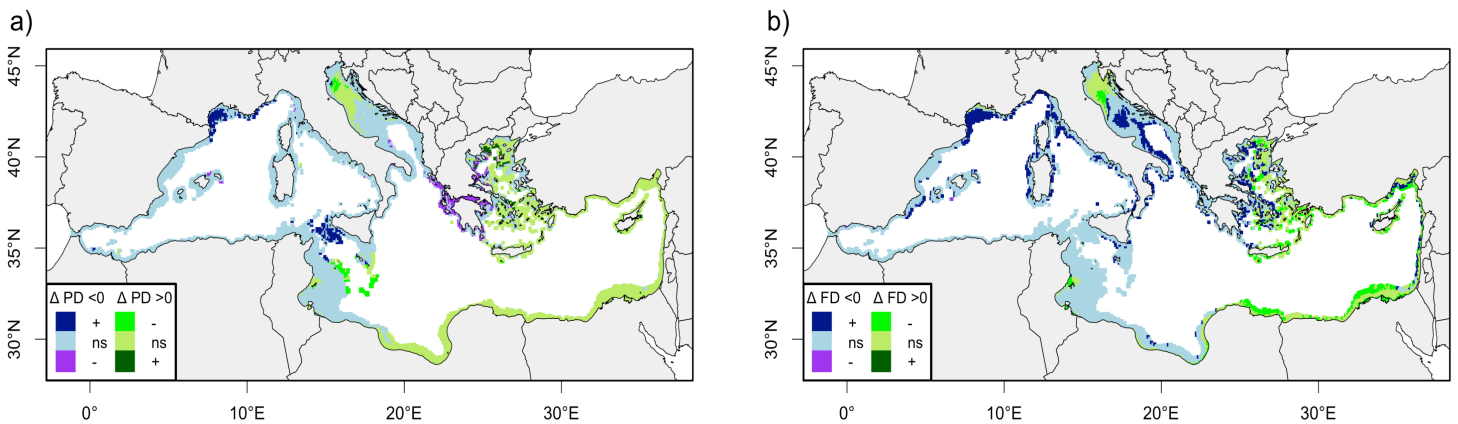 a)
45°N
40°N
35°N
30°N
Δ PD <0 Δ PD >0
+ -
ns ns
- +
0° 10°E 20°E 30°E
b)
45°N
40°N
35°N
30°N
Δ FD <0 Δ FD >0
+ -
ns ns
- +
0° 10°E 20°E 30°E